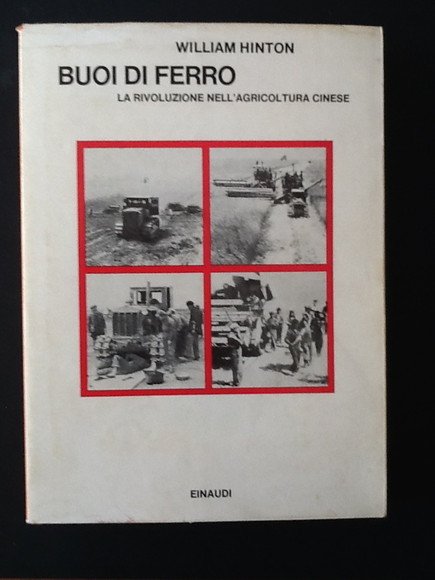 WILLIAM HINTON
BUOI DI FERRO
LA RIVOLUZIONE NELL'AGRICOLTURA CINESE
EINAUDI